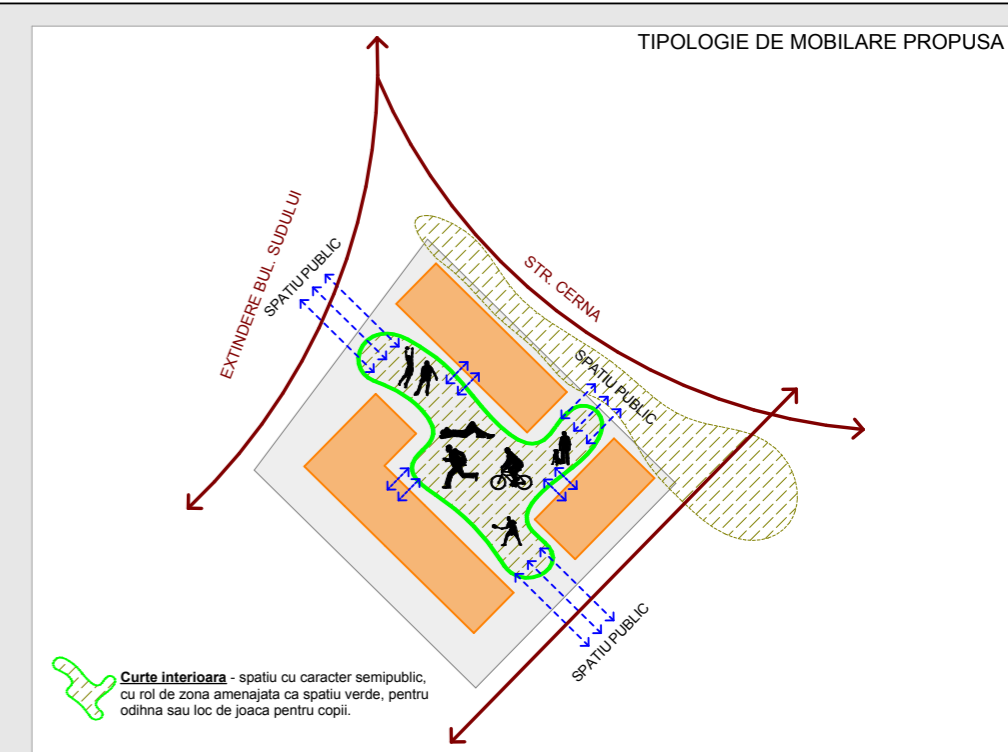 TIPOLOGIE DE MOBILARE PROPUSA
EXTINDERE BUL. SUDULUI
SPATIU PUBLIC
STR. CERNA
SPATIU PUBLIC
SPATIU PUBLIC
Curte interioara - spatiu cu caracter semipublic,
cu rol de zona amenajata ca spatiu verde, pentru
odihna sau loc de joaca pentru copii.